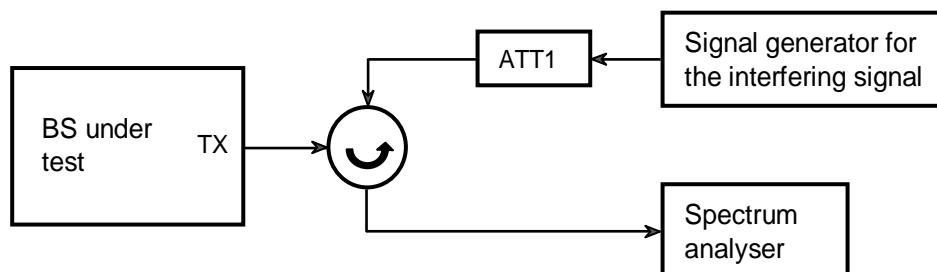 BS under
test
TX
ATT1
Signal generator for
the interfering signal
Spectrum
analyser